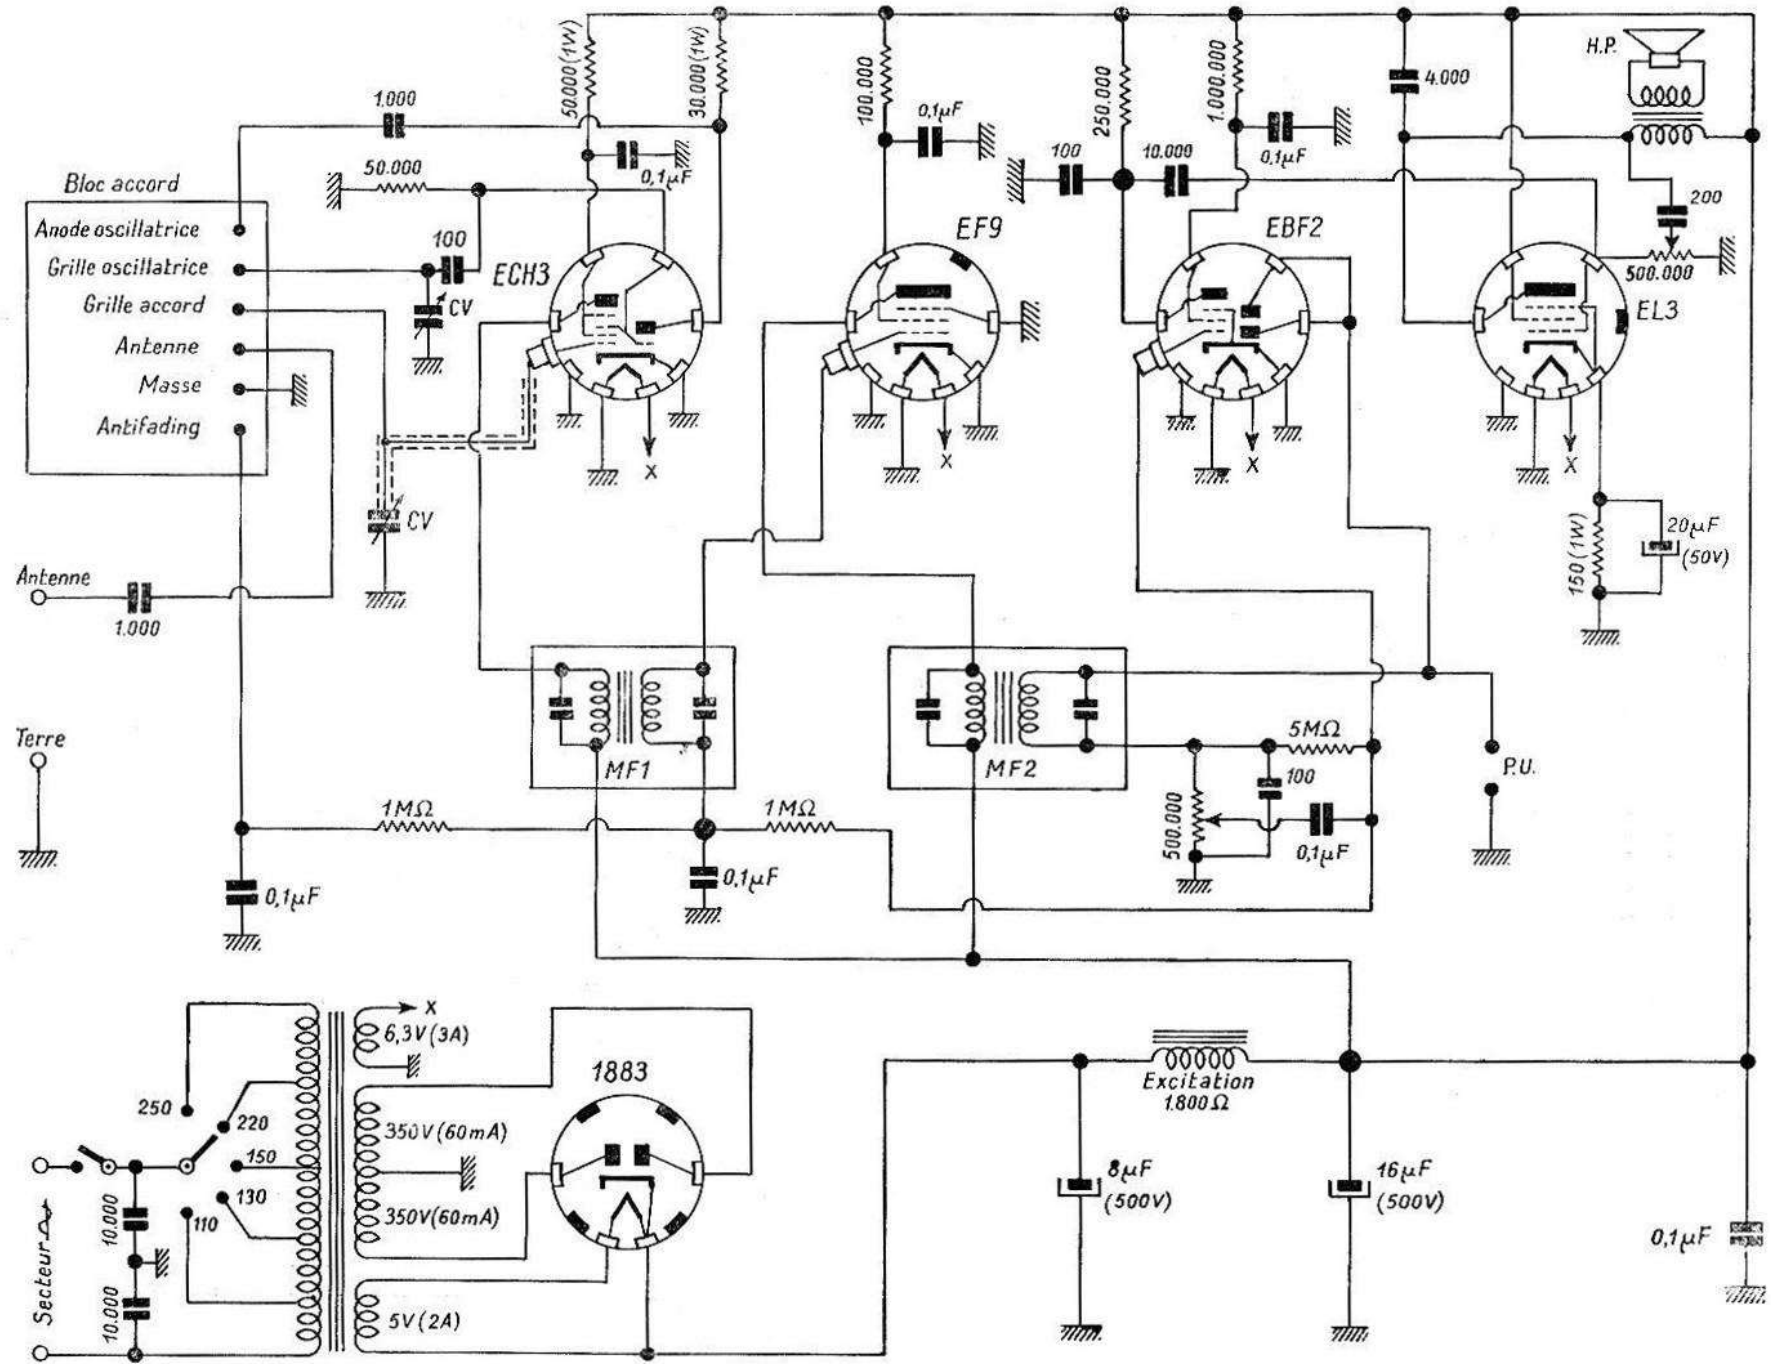 50.000 (1W)
30.000 (1W)
100.000
250.000
1.000.000
H.P.
4.000
1.000
0,1µF
0,1µF
0,1µF
50.000
100
10.000
200
Bloc accord
Anode oscillatrice
Grille oscillatrice
Grille accord
Antenne
Masse
Antifading
100
CV
ECH3
EF9
EBF2
500.000
EL3
X
X
X
X
CV
150 (1W)
20µF
(50V)
Antenne
1.000
Terre
MF1
MF2
5MΩ
100
P.U.
500.000
0,1µF
1MΩ
1MΩ
0,1µF
0,1µF
X
6,3V (3A)
250
220
150
130
110
350V (60mA)
350V (60mA)
5V (2A)
1883
Excitation
1.800Ω
8µF
(500V)
16µF
(500V)
0,1µF
Secteur
10.000
10.000